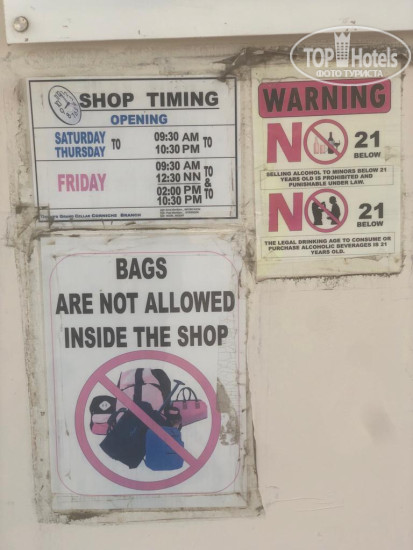 TOP Hotels
ФОТО ТУРИСТА
SHOP TIMING
OPENING
SATURDAY TO THURSDAY
09:30 AM TO
10:30 PM
FRIDAY
09:30 AM TO
12:30 NN &
02:00 PM TO
10:30 PM
WARNING
NO 21
BELOW
SELLING ALCOHOL TO MINORS BELOW 21
YEARS OLD IS PROHIBITED AND
PUNISHABLE UNDER LAW.
NO 21
BELOW
THE LEGAL DRINKING AGE TO CONSUME OR
PURCHASE ALCOHOLIC BEVERAGES IS 21
YEARS OLD.
BAGS
ARE NOT ALLOWED
INSIDE THE SHOP